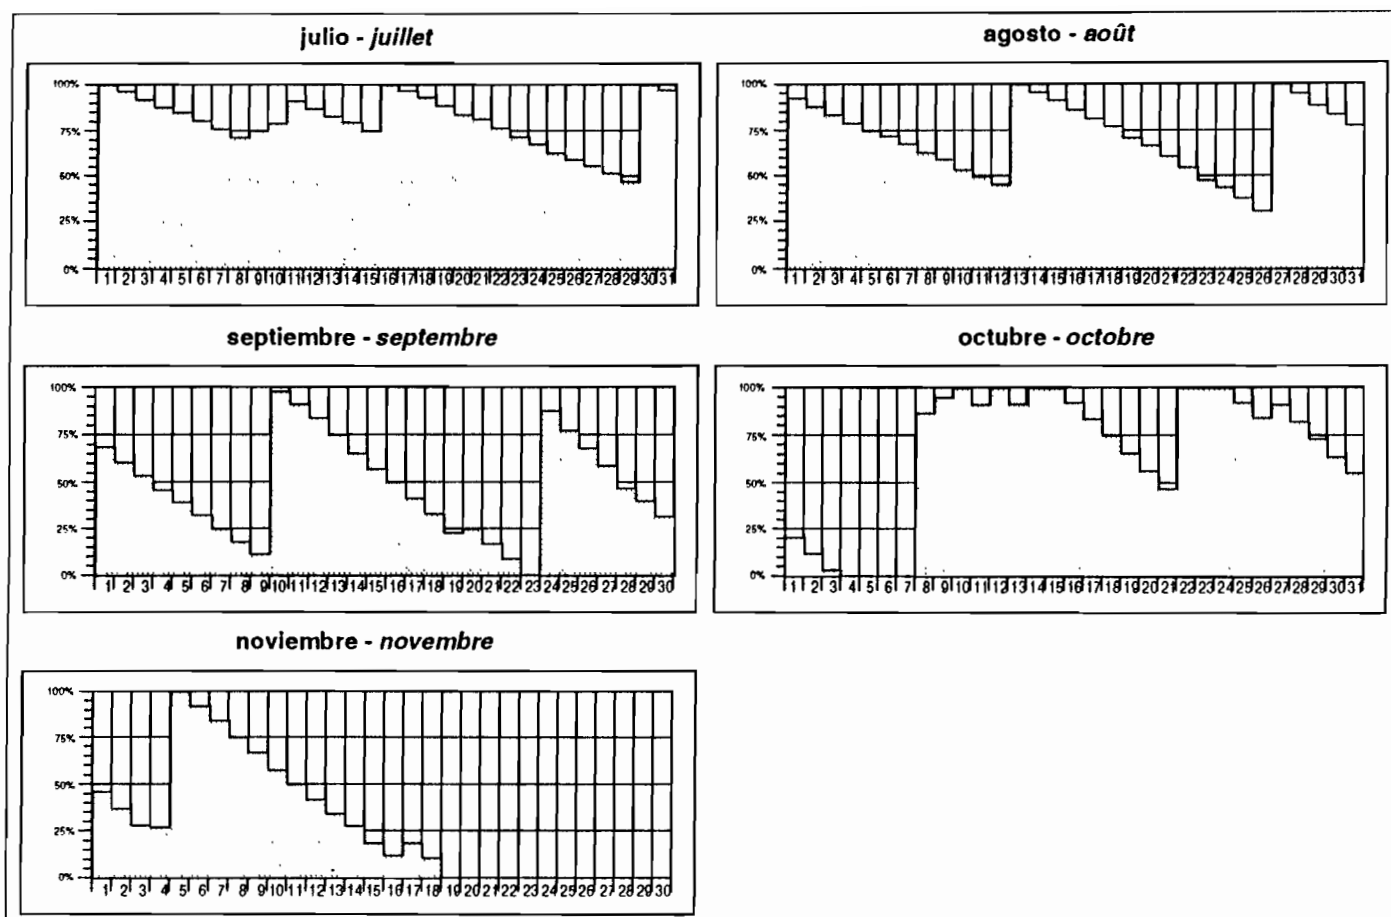 julio - juillet
100%
75%
50%
25%
0%
1 2 3 4 5 6 7 8 9 10 11 12 13 14 15 16 17 18 19 20 21 22 23 24 25 26 27 28 29 30 31
agosto - août
100%
75%
50%
25%
0%
1 2 3 4 5 6 7 8 9 10 11 12 13 14 15 16 17 18 19 20 21 22 23 24 25 26 27 28 29 30 31
septiembre - septembre
100%
75%
50%
25%
0%
1 2 3 4 5 6 7 8 9 10 11 12 13 14 15 16 17 18 19 20 21 22 23 24 25 26 27 28 29 30
octubre - octobre
100%
75%
50%
25%
0%
1 2 3 4 5 6 7 8 9 10 11 12 13 14 15 16 17 18 19 20 21 22 23 24 25 26 27 28 29 30 31
noviembre - novembre
100%
75%
50%
25%
0%
1 2 3 4 5 6 7 8 9 10 11 12 13 14 15 16 17 18 19 20 21 22 23 24 25 26 27 28 29 30